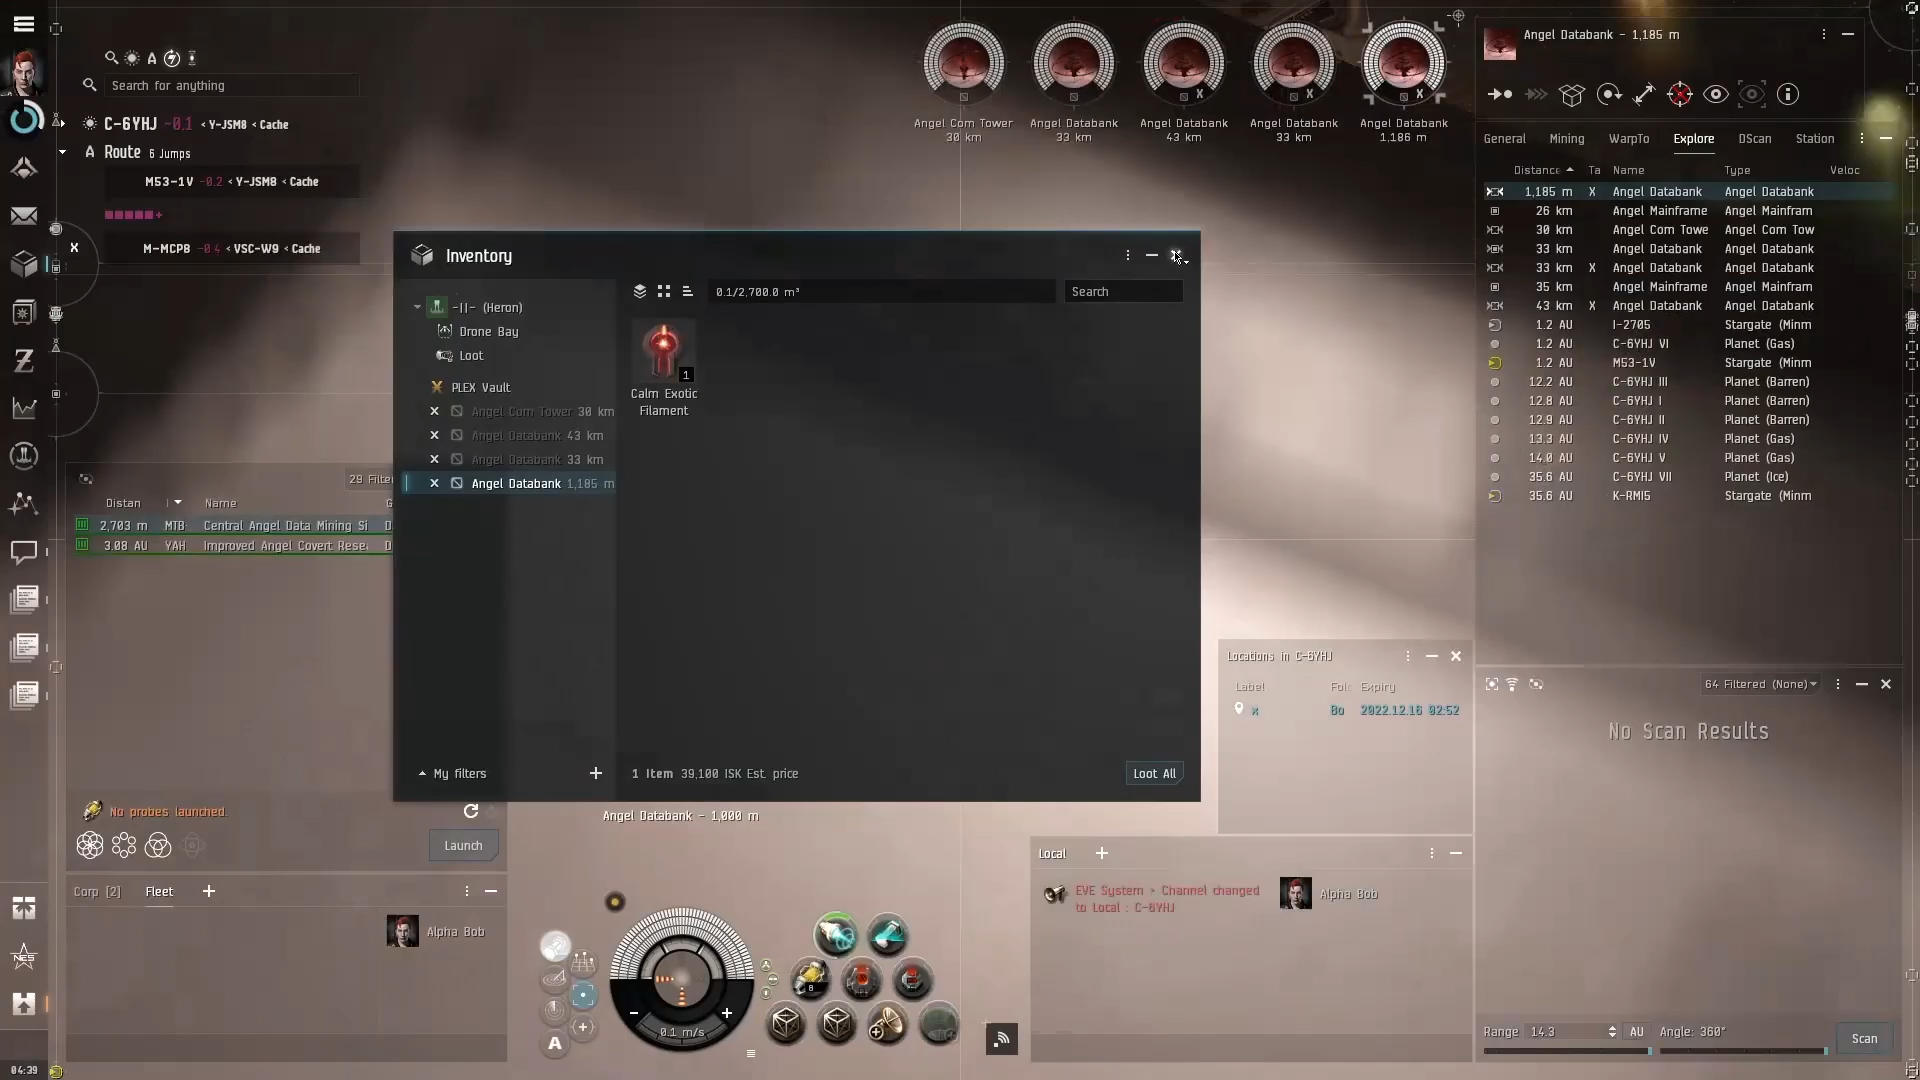 Search for anything
C-6YHJ -0.1 < Y-JSM8 < Cache
A Route 6 Jumps
M53-1V -0.2 < Y-JSM8 < Cache
X M-MCP8 -0.4 < VSC-W9 < Cache
Angel Com Tower
30 km
Angel Databank
33 km
Angel Databank
43 km
Angel Databank
33 km
Angel Databank
1,186 m
Angel Databank - 1,185 m
General Mining WarpTo Explore DScan Station
Distance Ta Name Type Veloc
1,185 m X Angel Databank Angel Databank
26 km Angel Mainframe Angel Mainfram
30 km Angel Com Towe Angel Com Tow
33 km Angel Databank Angel Databank
33 km X Angel Databank Angel Databank
35 km Angel Mainframe Angel Mainfram
43 km X Angel Databank Angel Databank
1.2 AU I-2705 Stargate (Minm
1.2 AU C-6YHJ VI Planet (Gas)
1.2 AU M53-1V Stargate (Minm
12.2 AU C-6YHJ III Planet (Barren)
12.8 AU C-6YHJ I Planet (Barren)
12.9 AU C-6YHJ II Planet (Barren)
13.3 AU C-6YHJ IV Planet (Gas)
14.0 AU C-6YHJ V Planet (Gas)
35.6 AU C-6YHJ VII Planet (Ice)
35.6 AU K-RMI5 Stargate (Minm
Inventory
-||- (Heron)
Drone Bay
Loot
PLEX Vault
X Angel Com Tower 30 km
X Angel Databank 43 km
X Angel Databank 33 km
X Angel Databank 1,185 m
0.1/2,700.0 m³
Search
1
Calm Exotic
Filament
My filters +
1 Item 39,100 ISK Est. price
Loot All
29 Filte
Distan Name G
2,703 m MTB- Central Angel Data Mining Si D
3.08 AU YAH Improved Angel Covert Rese D
No probes launched.
Launch
Corp [2] Fleet +
Alpha Bob
Angel Databank - 1,000 m
8
0.1 m/s
A
Locations in C-6YHJ
Label Fol Expiry
x Bo 2022.12.16 02:52
Local +
EVE System > Channel changed
to Local : C-6YHJ
Alpha Bob
64 Filtered (None)
No Scan Results
Range 14.3 AU Angle: 360°
Scan
NES
04:39